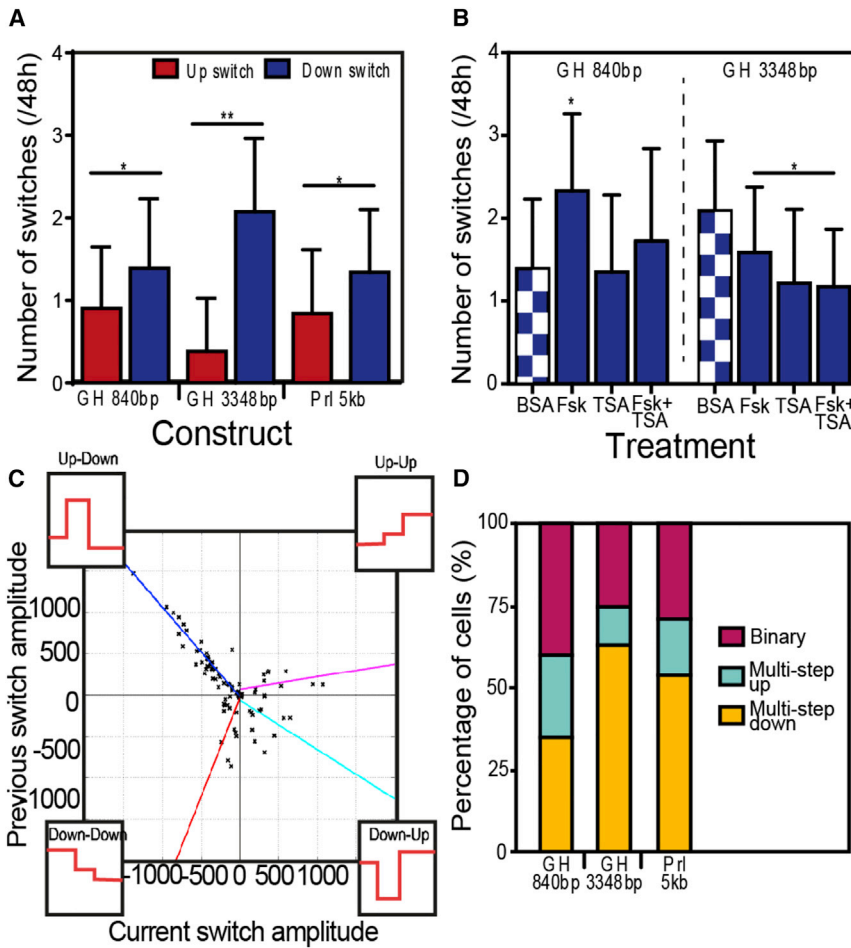 A
Number of switches (/48h)
4
3
2
1
0
Up switch
Down switch
*
**
*
GH 840bp
GH 3348bp
Prl 5kb
Construct
B
Number of switches (/48h)
4
3
2
1
0
GH 840bp
GH 3348bp
*
*
BSA
Fsk
TSA
Fsk+
TSA
BSA
Fsk
TSA
Fsk+
TSA
Treatment
C
Up-Down
Up-Up
Previous switch amplitude
1000
500
0
-500
1000
Down-Down
Down-Up
-1000
-500
0
500
1000
Current switch amplitude
D
Percentage of cells (%)
100
75
50
25
0
Binary
Multi-step
up
Multi-step
down
GH
840bp
GH
3348bp
Prl
5kb